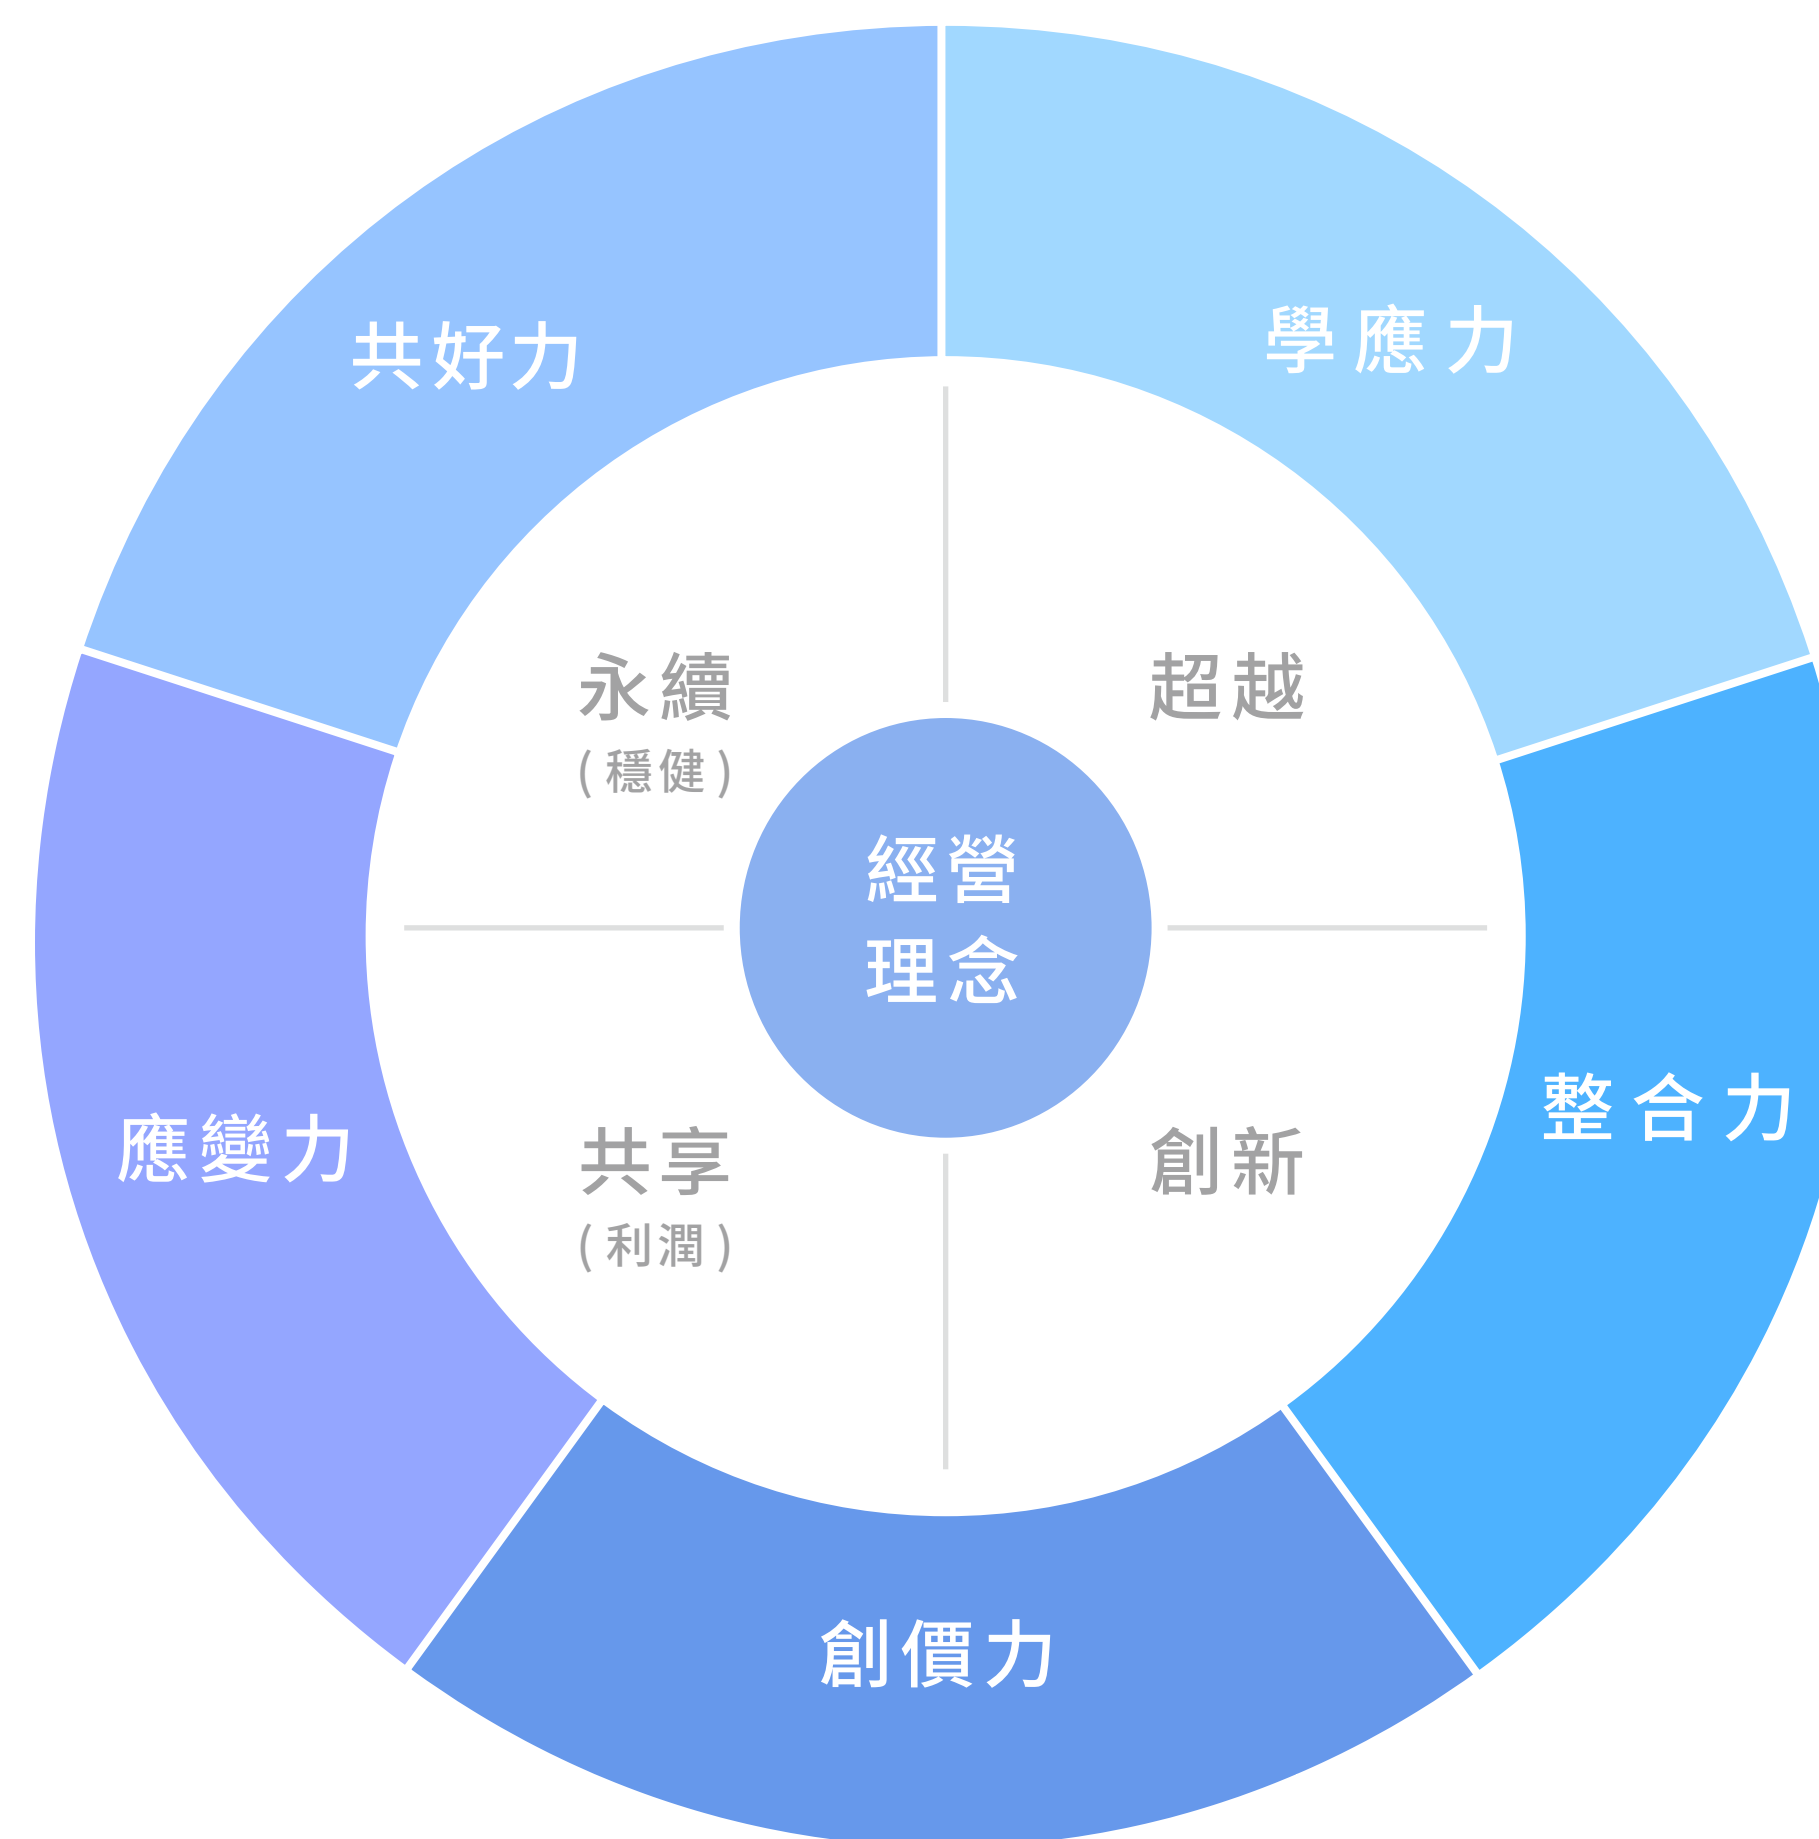 共好力
學應力
永續
(穩健)
超越
經營
理念
應變力
共享
(利潤)
創新
整合力
創價力